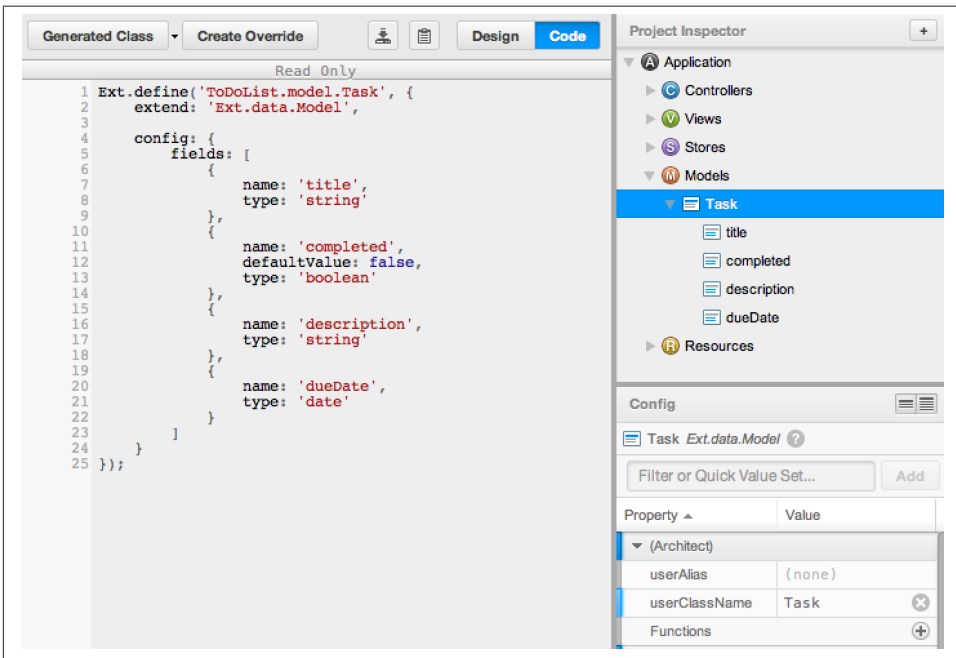 Generated Class
Create Override
Design
Code
Read Only
1 Ext.define('ToDoList.model.Task', {
2     extend: 'Ext.data.Model',
3
4     config: {
5         fields: [
6             {
7                 name: 'title',
8                 type: 'string'
9             },
10             {
11                 name: 'completed',
12                 defaultValue: false,
13                 type: 'boolean'
14             },
15             {
16                 name: 'description',
17                 type: 'string'
18             },
19             {
20                 name: 'dueDate',
21                 type: 'date'
22             }
23         ]
24     }
25 });
Project Inspector
+
A Application
C Controllers
V Views
S Stores
M Models
Task
title
completed
description
dueDate
R Resources
Config
Task Ext.data.Model ?
Filter or Quick Value Set... Add
Property Value
(Architect)
userAlias (none)
userClassName Task
Functions